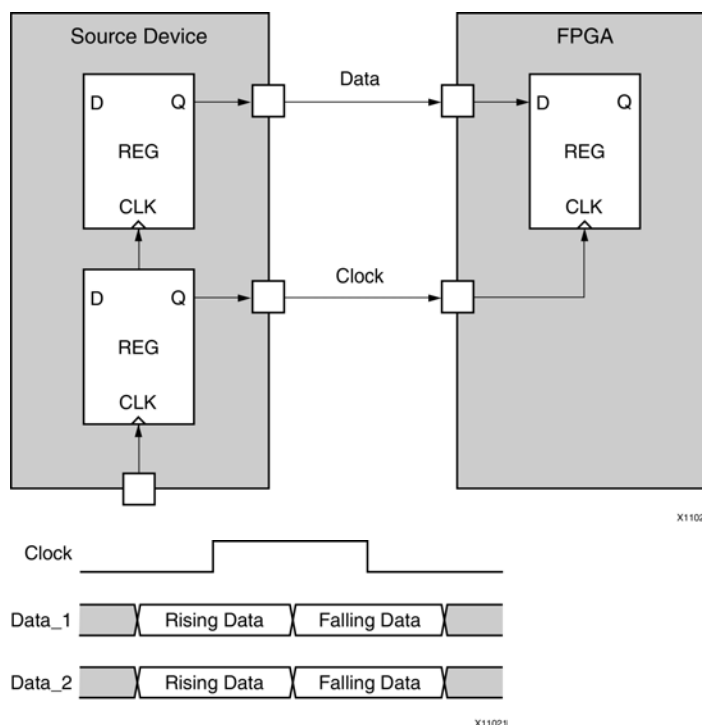 Source Device
FPGA
Data
D Q
REG
CLK
D Q
REG
CLK
Clock
D Q
REG
CLK
Clock
Data_1 Rising Data Falling Data
Data_2 Rising Data Falling Data